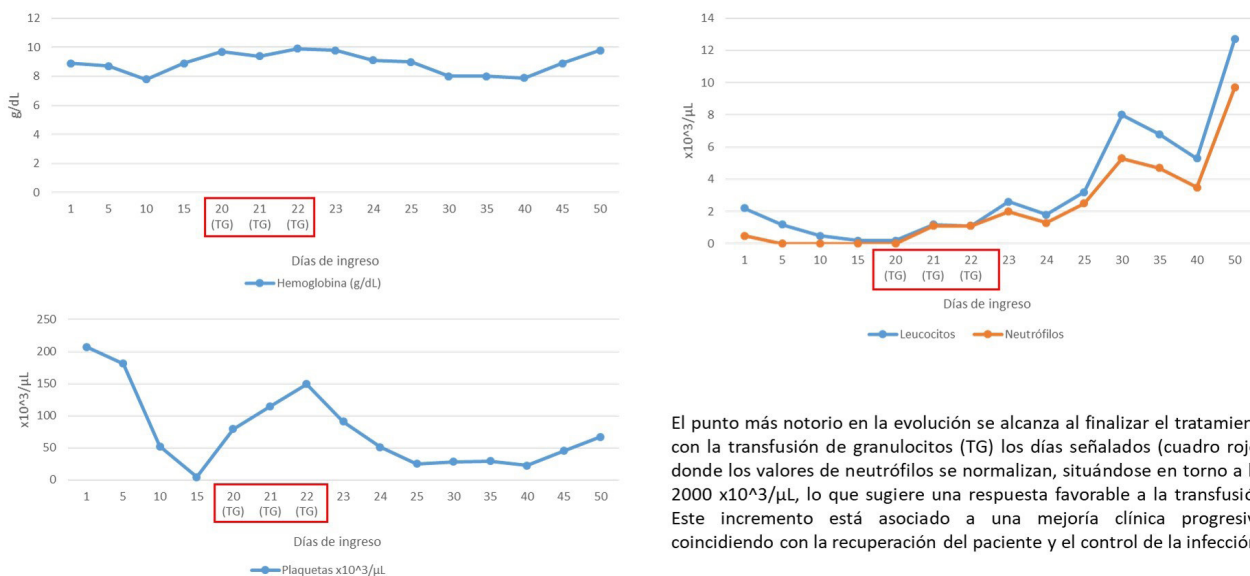 12
10
8
6
4
2
0
g/dL
1 5 10 15 20 21 22 23 24 25 30 35 40 45 50
(TG) (TG) (TG)
Días de ingreso
Hemoglobina (g/dL)
250
200
150
100
50
0
x10^3/µL
1 5 10 15 20 21 22 23 24 25 30 35 40 45 50
(TG) (TG) (TG)
Días de ingreso
Plaquetas x10^3/µL
14
12
10
8
6
4
2
0
x10^3/µL
1 5 10 15 20 21 22 23 24 25 30 35 40 50
(TG) (TG) (TG)
Días de ingreso
Leucocitos Neutrófilos
El punto más notorio en la evolución se alcanza al finalizar el
con la transfusión de granulocitos (TG) los días señalados (cuadro
donde los valores de neutrófilos se normalizan, situándose en torno a
2000 x10^3/µL, lo que sugiere una respuesta favorable a la
Este incremento está asociado a una mejoría clínica
coincidiendo con la recuperación del paciente y el control de la